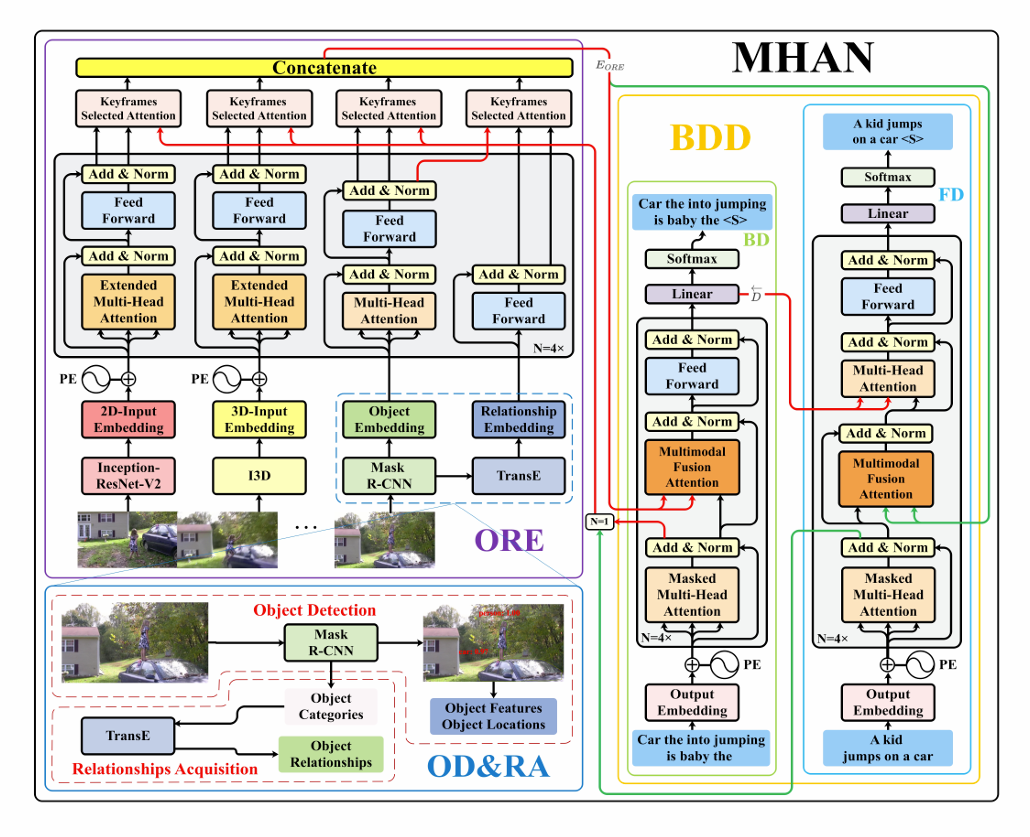 MHAN
Concatenate
E_ORE
Keyframes
Selected Attention
Keyframes
Selected Attention
Keyframes
Selected Attention
Keyframes
Selected Attention
Add & Norm
Feed
Forward
Add & Norm
Extended
Multi-Head
Attention
Add & Norm
Feed
Forward
Add & Norm
Extended
Multi-Head
Attention
Add & Norm
Feed
Forward
Add & Norm
Multi-Head
Attention
Add & Norm
Feed
Forward
N=4×
PE
PE
2D-Input
Embedding
3D-Input
Embedding
Object
Embedding
Relationship
Embedding
Inception-
ResNet-V2
I3D
Mask
R-CNN
TransE
...
ORE
Object Detection
Mask
R-CNN
Object
Categories
Object Features
Object Locations
TransE
Object
Relationships
Relationships Acquisition
OD&RA
BDD
Car the into jumping
is baby the <S>
BD
Softmax
Linear
←D
Add & Norm
Feed
Forward
Add & Norm
Multimodal
Fusion
Attention
N=1
Add & Norm
Masked
Multi-Head
Attention
N=4×
PE
Output
Embedding
Car the into jumping
is baby the
A kid jumps
on a car <S>
Softmax
FD
Linear
Add & Norm
Feed
Forward
Add & Norm
Multi-Head
Attention
Add & Norm
Multimodal
Fusion
Attention
Add & Norm
Masked
Multi-Head
Attention
N=4×
PE
Output
Embedding
A kid
jumps on a car